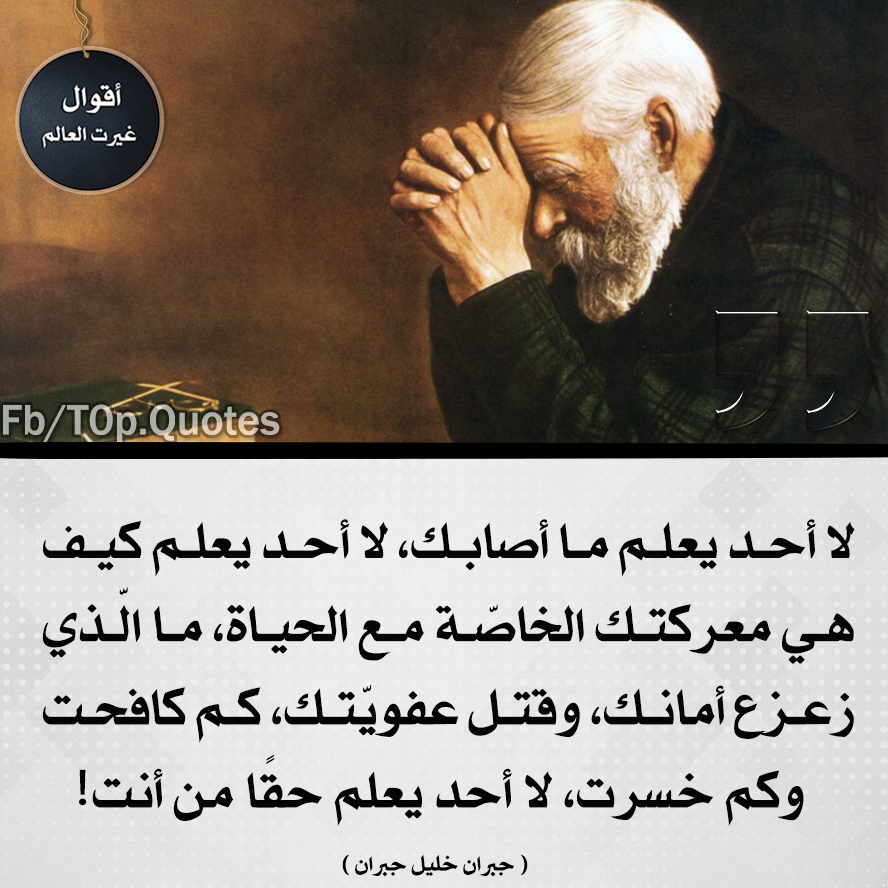 أقوال
غيرت العالم
Fb/T0p.Quotes
لا أحد يعلم ما أصابك، لا أحد يعلم كيف
هي معركتك الخاصّة مع الحياة، ما الّذي
زعزع أمانك، وقتل عفويّتك، كم كافحت
وكم خسرت، لا أحد يعلم حقًا من أنت!
( جبران خليل جبران )